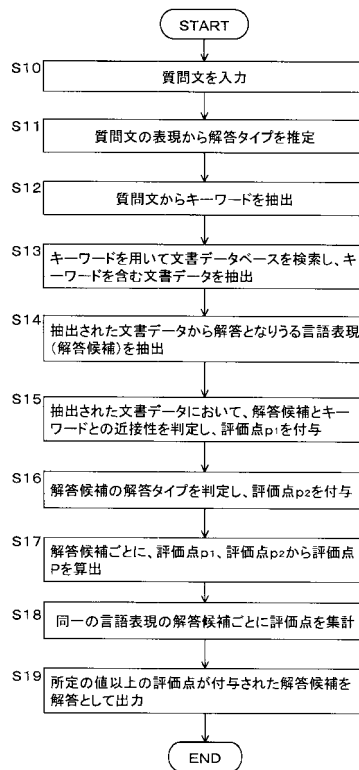 START
S10
質問文を入力
S11
質問文の表現から解答タイプを推定
S12
質問文からキーワードを抽出
S13
キーワードを用いて文書データベースを検索し、キ
ーワードを含む文書データを抽出
S14
抽出された文書データから解答となりうる言語表現
(解答候補)を抽出
S15
抽出された文書データにおいて、解答候補とキー
ワードとの近接性を判定し、評価点p1を付与
S16
解答候補の解答タイプを判定し、評価点p2を付与
S17
解答候補ごとに、評価点p1、評価点p2から評価点
Pを算出
S18
同一の言語表現の解答候補ごとに評価点を集計
S19
所定の値以上の評価点が付与された解答候補を
解答として出力
END